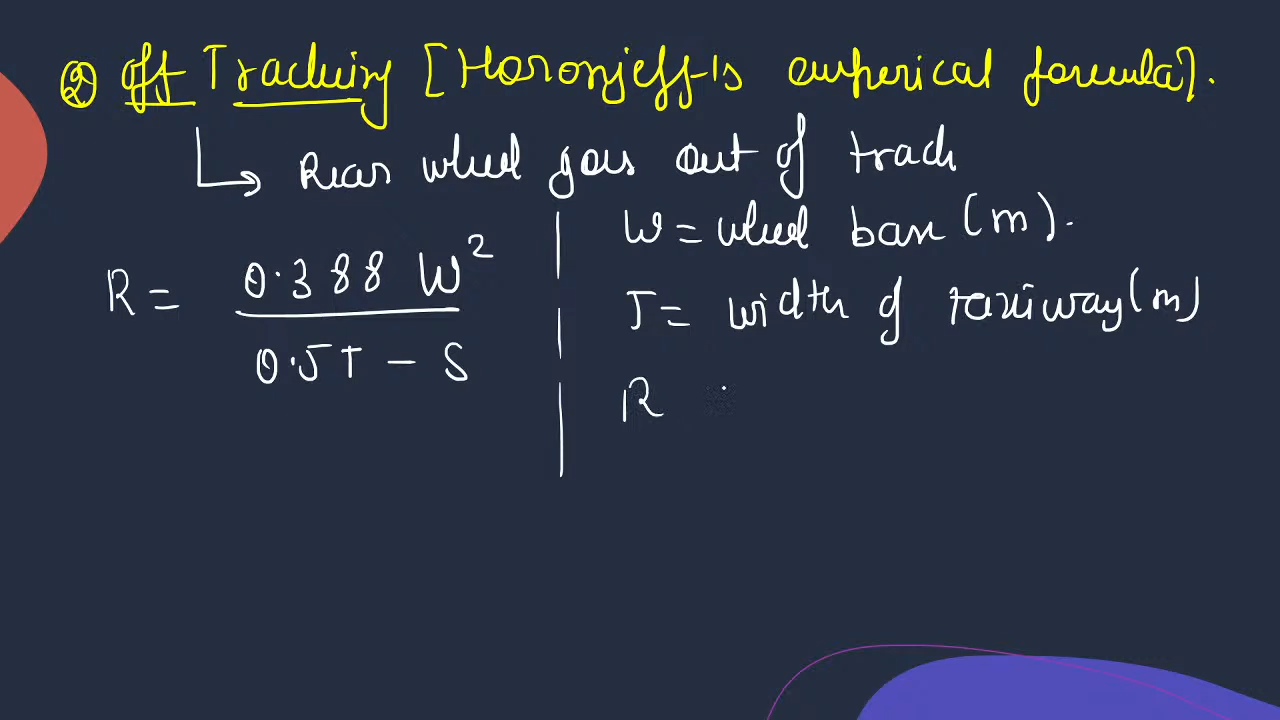 ② Off Tracking [Horonjeff's emperical formula].
↳ Rear wheel goes out of track
R = 0.388 W² / 0.5T - S
W = wheel base (m).
T = width of taxiway (m)
R